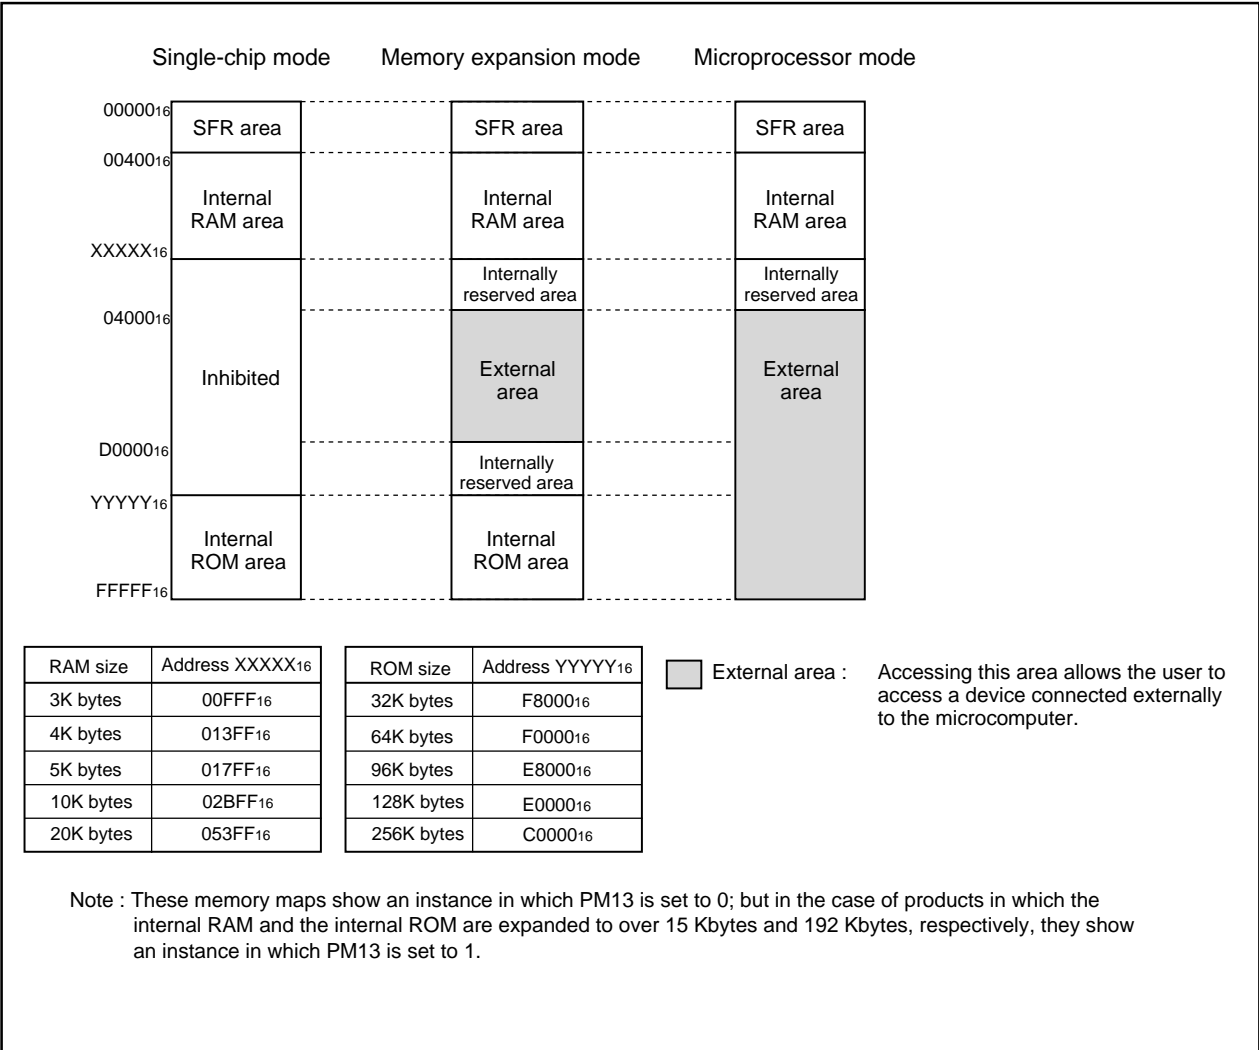 Single-chip mode Memory expansion mode Microprocessor mode
0000016
SFR area SFR area SFR area
0040016
Internal RAM area
Internal RAM area
Internal RAM area
XXXXX16
Internally reserved area
Internally reserved area
0400016
Inhibited
External area
External area
D000016
Internally reserved area
YYYYY16
Internal ROM area
Internal ROM area
FFFFF16
RAM size Address XXXXX16
3K bytes 00FFF16
4K bytes 013FF16
5K bytes 017FF16
10K bytes 02BFF16
20K bytes 053FF16
ROM size Address YYYYY16
32K bytes F800016
64K bytes F000016
96K bytes E800016
128K bytes E000016
256K bytes C000016
External area : Accessing this area allows the user to
access a device connected externally
to the microcomputer.
Note : These memory maps show an instance in which PM13 is set to 0; but in the case of products in which the
internal RAM and the internal ROM are expanded to over 15 Kbytes and 192 Kbytes, respectively, they show
an instance in which PM13 is set to 1.